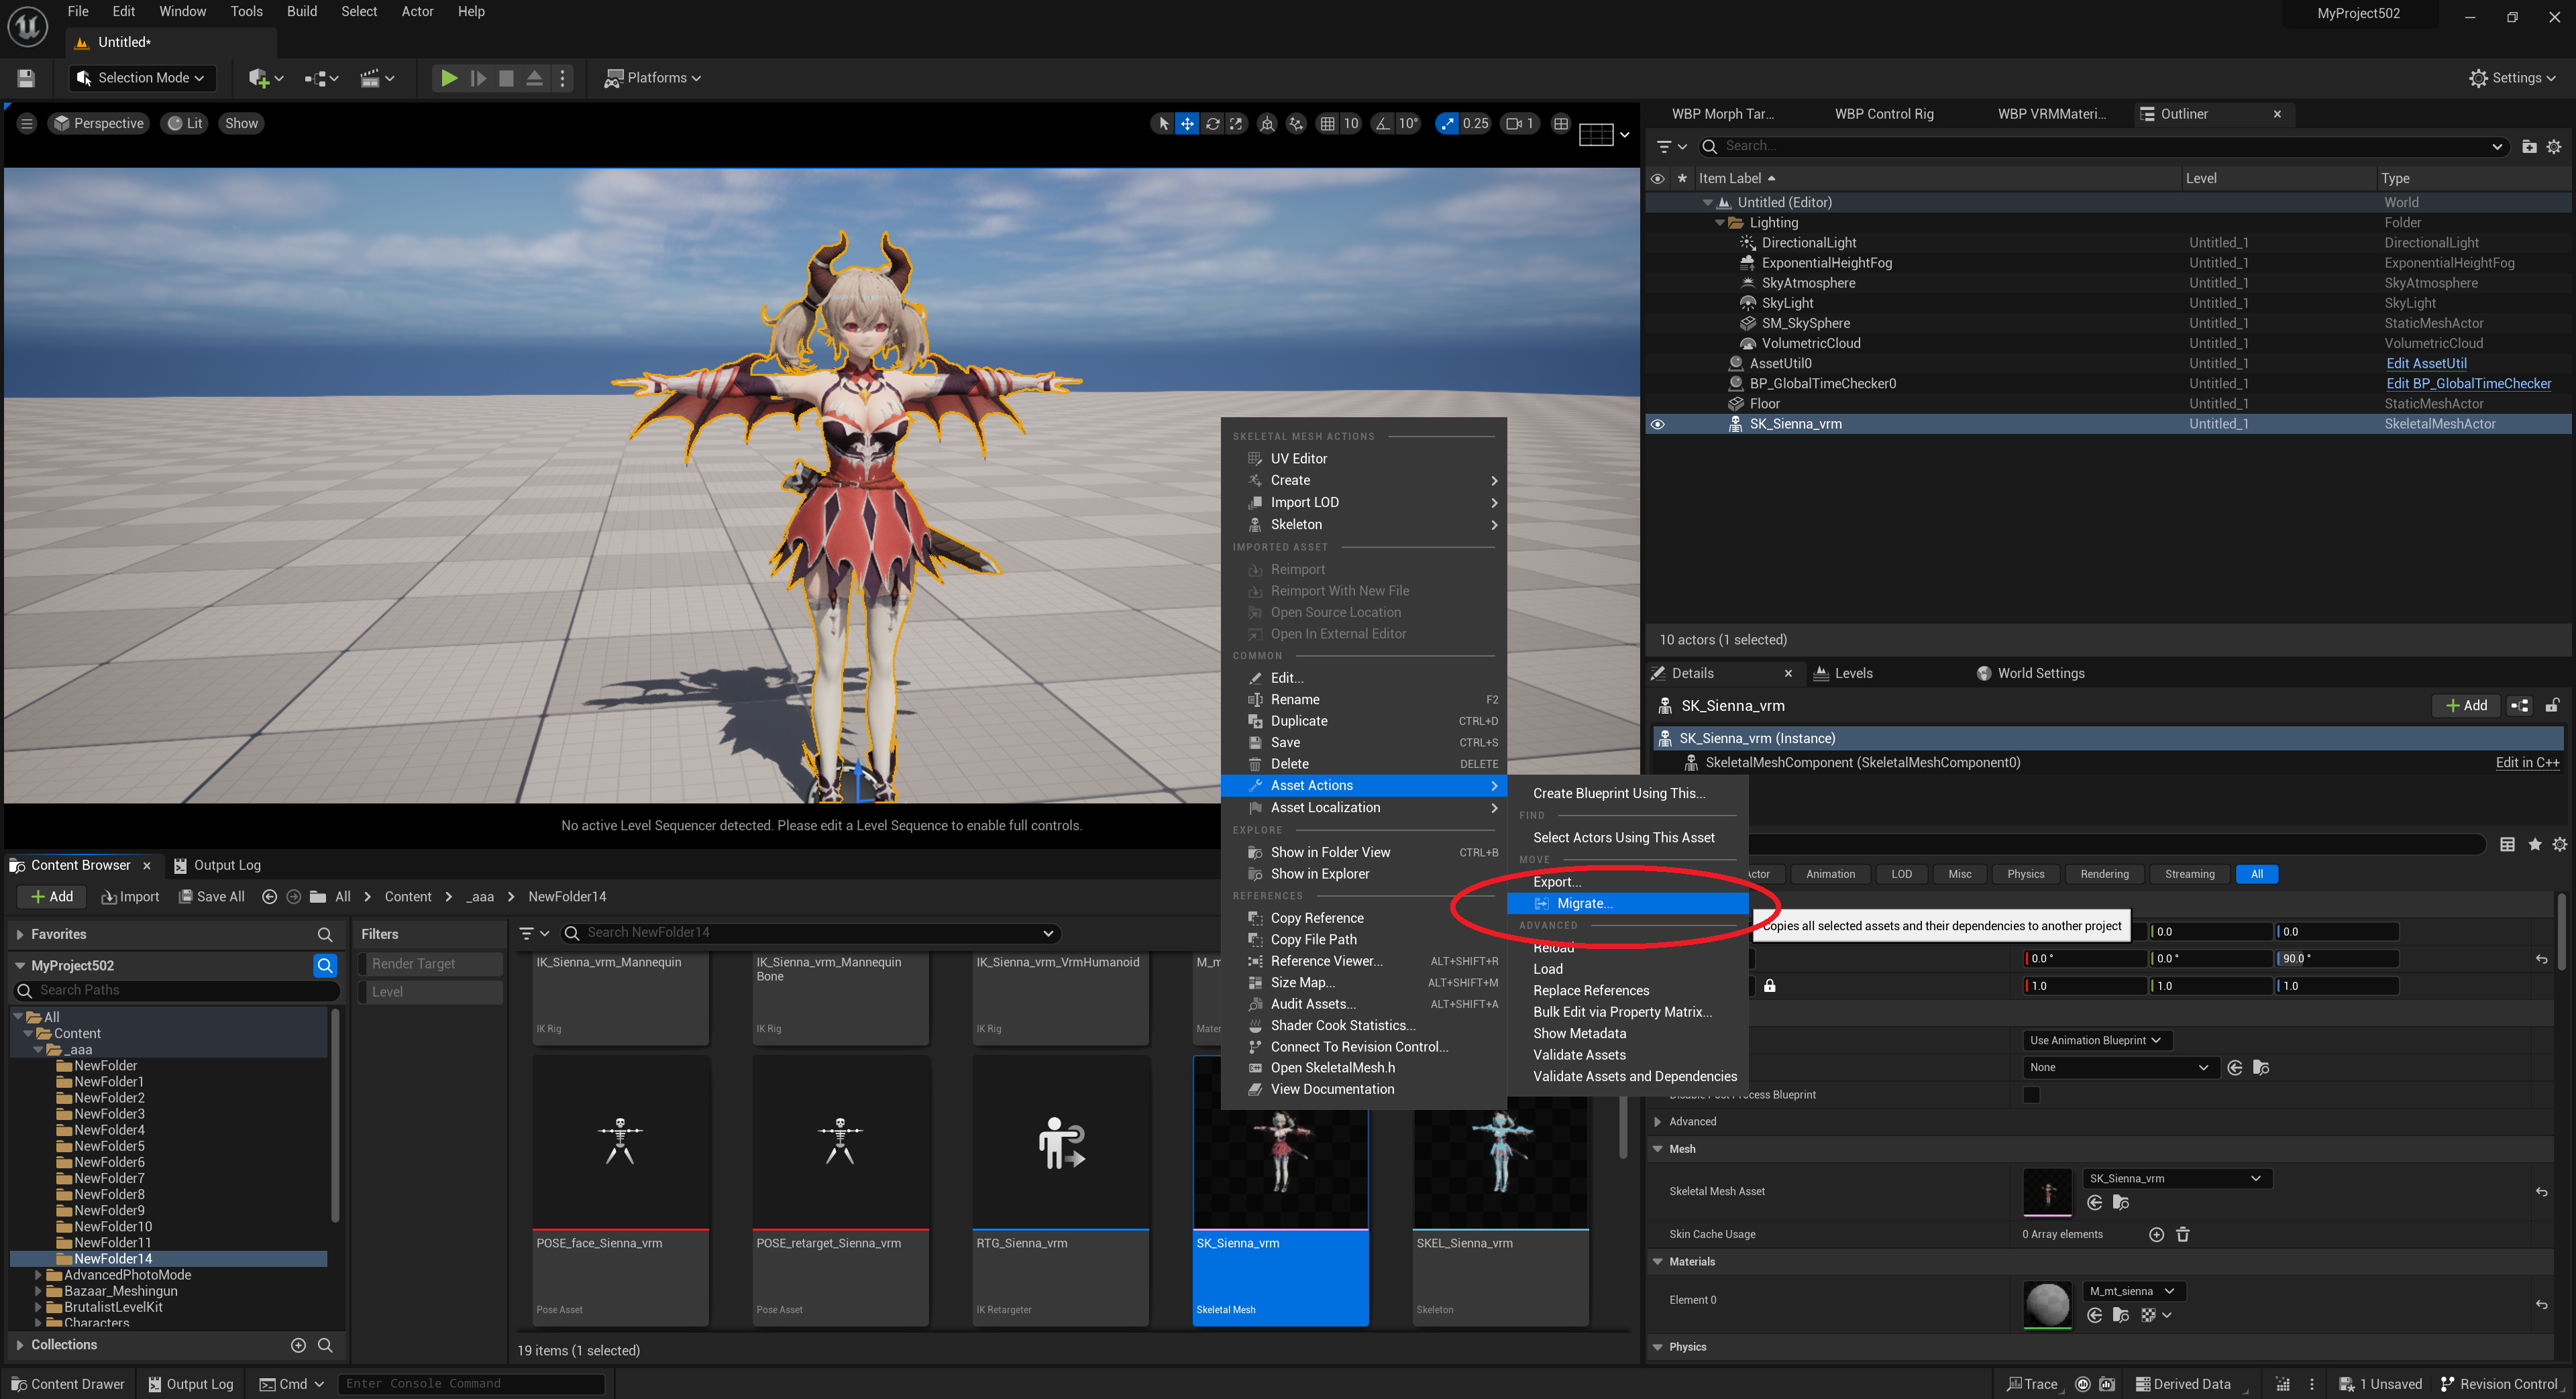 File Edit Window Tools Build Select Actor Help
MyProject502
Untitled*
Selection Mode
Platforms
Settings
Perspective Lit Show
10 10° 0.25 1
No active Level Sequencer detected. Please edit a Level Sequence to enable full controls.
WBP Morph Tar... WBP Control Rig WBP VRMMateri... Outliner
Search...
Item Label Level Type
Untitled (Editor) World
Lighting Folder
DirectionalLight Untitled_1 DirectionalLight
ExponentialHeightFog Untitled_1 ExponentialHeightFog
SkyAtmosphere Untitled_1 SkyAtmosphere
SkyLight Untitled_1 SkyLight
SM_SkySphere Untitled_1 StaticMeshActor
VolumetricCloud Untitled_1 VolumetricCloud
AssetUtil0 Untitled_1 Edit AssetUtil
BP_GlobalTimeChecker0 Untitled_1 Edit BP_GlobalTimeChecker
Floor Untitled_1 StaticMeshActor
SK_Sienna_vrm Untitled_1 SkeletalMeshActor
10 actors (1 selected)
Details Levels World Settings
SK_Sienna_vrm
Add
SK_Sienna_vrm (Instance)
SkeletalMeshComponent (SkeletalMeshComponent0) Edit in C++
Animation LOD Misc Physics Rendering Streaming All
0.0 0.0
0.0 ° 0.0 ° 90.0 °
1.0 1.0 1.0
Use Animation Blueprint
None
Process Blueprint
Advanced
Mesh
Skeletal Mesh Asset SK_Sienna_vrm
Skin Cache Usage 0 Array elements
Materials
Element 0 M_mt_sienna
Physics
SKELETAL MESH ACTIONS
UV Editor
Create
Import LOD
Skeleton
IMPORTED ASSET
Reimport
Reimport With New File
Open Source Location
Open In External Editor
COMMON
Edit...
Rename F2
Duplicate CTRL+D
Save CTRL+S
Delete DELETE
Asset Actions
Asset Localization
EXPLORE
Show in Folder View CTRL+B
Show in Explorer
REFERENCES
Copy Reference
Copy File Path
Reference Viewer... ALT+SHIFT+R
Size Map... ALT+SHIFT+M
Audit Assets... ALT+SHIFT+A
Shader Cook Statistics...
Connect To Revision Control...
Open SkeletalMesh.h
View Documentation
Create Blueprint Using This...
FIND
Select Actors Using This Asset
MOVE
Export...
Migrate...
ADVANCED
Reload
Load
Replace References
Bulk Edit via Property Matrix...
Show Metadata
Validate Assets
Validate Assets and Dependencies
Copies all selected assets and their dependencies to another project
Content Browser Output Log
Add Import Save All All Content _aaa NewFolder14
Favorites
MyProject502
Search Paths
All
Content
_aaa
NewFolder
NewFolder1
NewFolder2
NewFolder3
NewFolder4
NewFolder5
NewFolder6
NewFolder7
NewFolder8
NewFolder9
NewFolder10
NewFolder11
NewFolder14
AdvancedPhotoMode
Bazaar_Meshingun
BrutalistLevelKit
Characters
Collections
Filters
Render Target
Level
Search NewFolder14
IK_Sienna_vrm_Mannequin
IK Rig
IK_Sienna_vrm_Mannequin
Bone
IK Rig
IK_Sienna_vrm_VrmHumanoid
IK Rig
POSE_face_Sienna_vrm
Pose Asset
POSE_retarget_Sienna_vrm
Pose Asset
RTG_Sienna_vrm
IK Retargeter
SK_Sienna_vrm
Skeletal Mesh
SKEL_Sienna_vrm
Skeleton
19 items (1 selected)
Content Drawer Output Log Cmd Enter Console Command
Trace Derived Data 1 Unsaved Revision Control